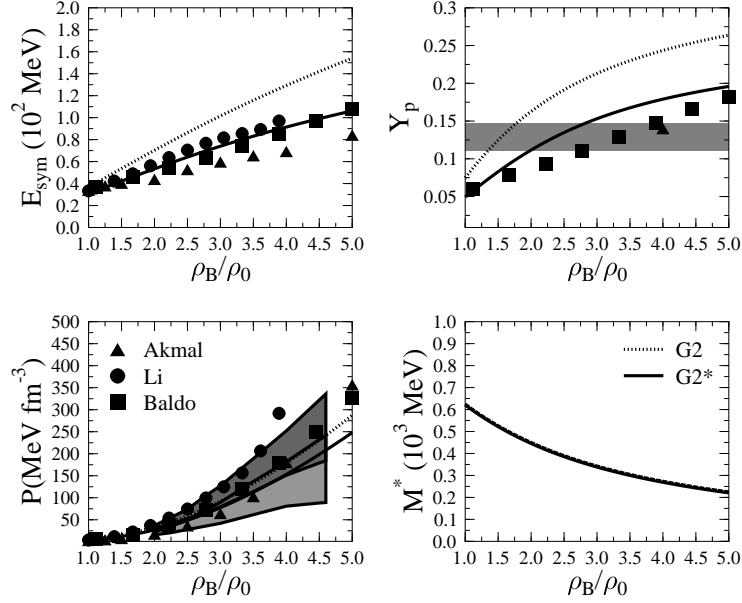 E_sym (10^2 MeV)
2.0
1.8
1.6
1.4
1.2
1.0
0.8
0.6
0.4
0.2
0.0
1.0 1.5 2.0 2.5 3.0 3.5 4.0 4.5 5.0
ρ_B/ρ_0
Y_p
0.3
0.25
0.2
0.15
0.1
0.05
1.0 1.5 2.0 2.5 3.0 3.5 4.0 4.5 5.0
ρ_B/ρ_0
P(MeV fm^-3)
500
450
400
350
300
250
200
150
100
50
Akmal
Li
Baldo
1.0 1.5 2.0 2.5 3.0 3.5 4.0 4.5 5.0
ρ_B/ρ_0
M^* (10^3 MeV)
1.0
0.9
0.8
0.7
0.6
0.5
0.4
0.3
0.2
0.1
0.0
G2
G2*
1.0 1.5 2.0 2.5 3.0 3.5 4.0 4.5 5.0
ρ_B/ρ_0